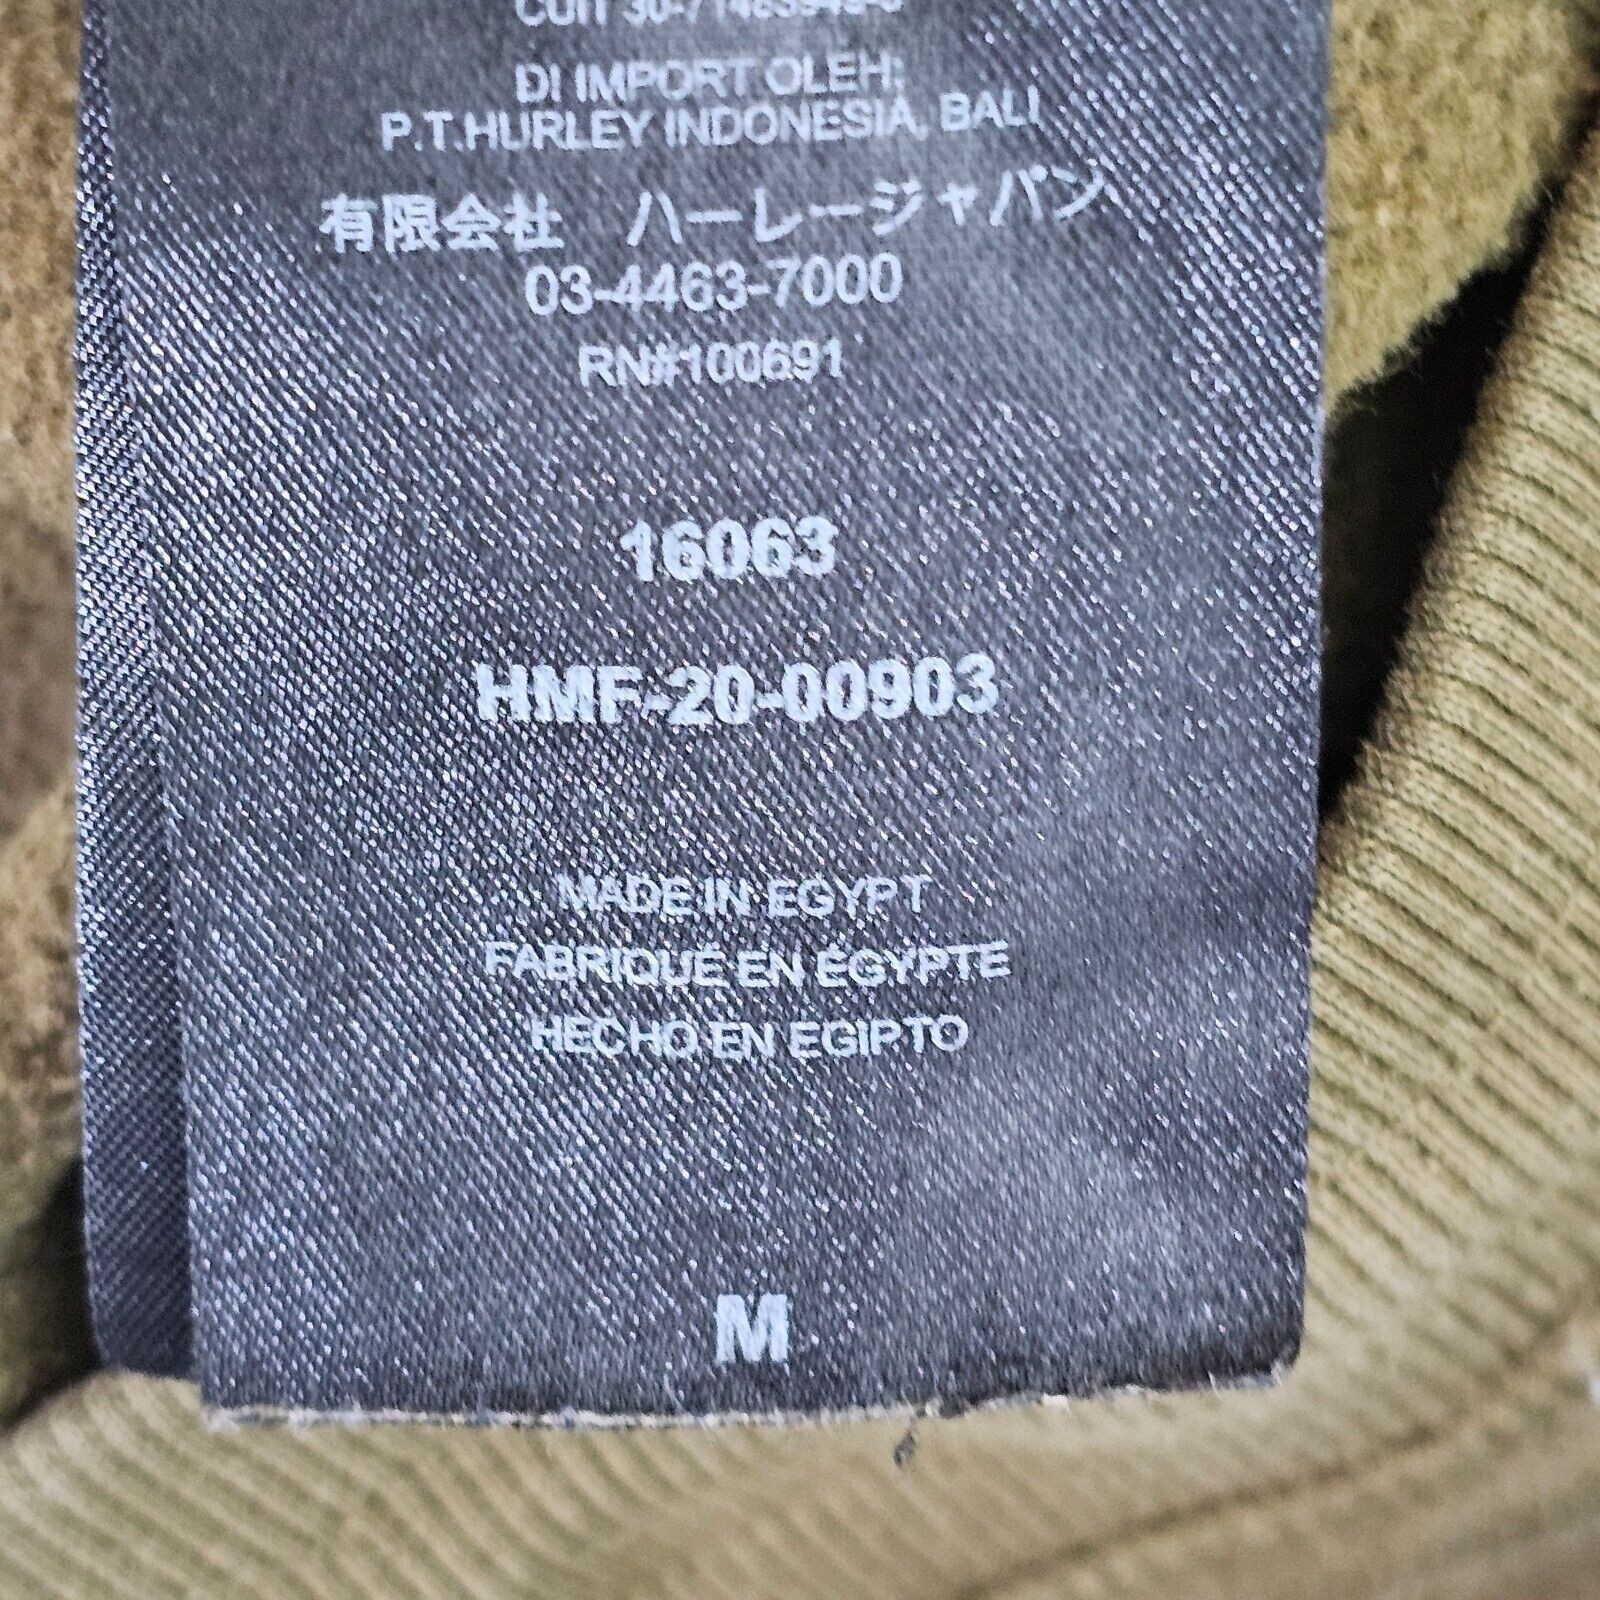 DI IMPORT OLEH:
P.T.HURLEY INDONESIA, BALI
有限会社 ハーレージャパン
03-4463-7000
RN#100691
16063
HMF-20-00903
MADE IN EGYPT
FABRIQUÉ EN ÉGYPTE
HECHO EN EGIPTO
M